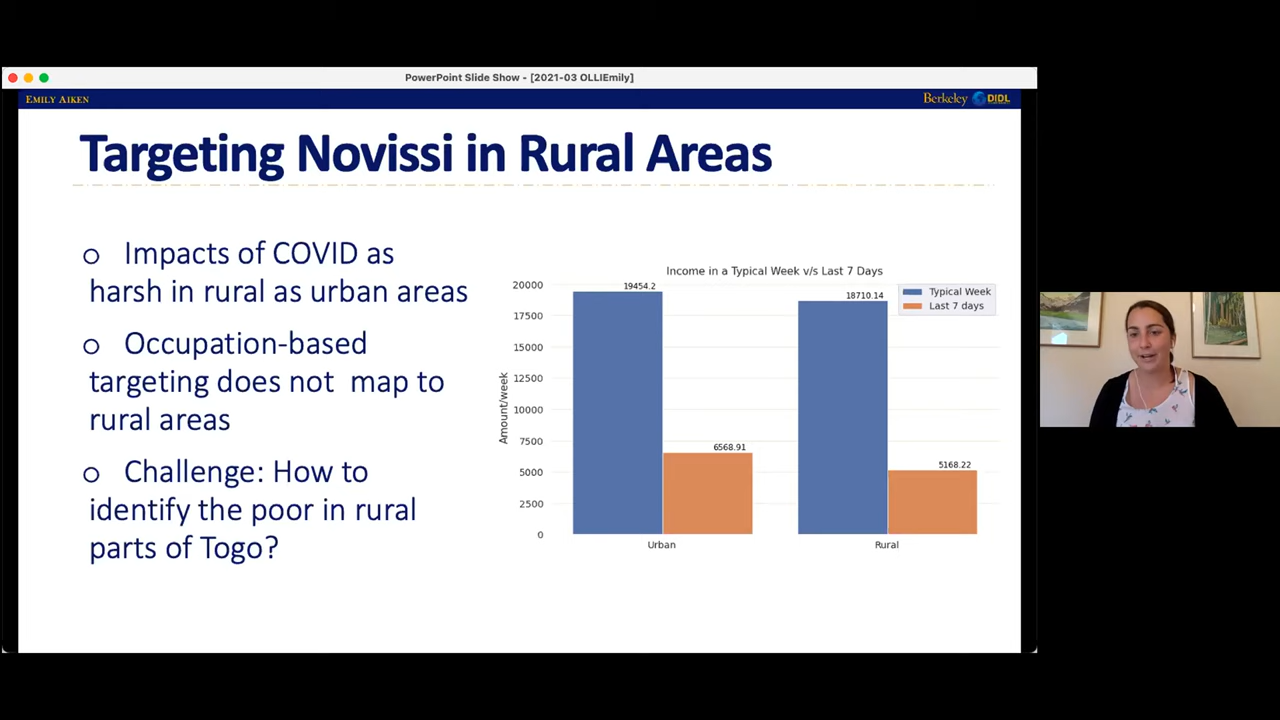 PowerPoint Slide Show - [2021-03 OLLIEmily]
EMILY AIKEN
Berkeley DIDL
Targeting Novissi in Rural Areas
o Impacts of COVID as
harsh in rural as urban areas
o Occupation-based
targeting does not map to
rural areas
o Challenge: How to
identify the poor in rural
parts of Togo?
Income in a Typical Week v/s Last 7 Days
Typical Week
Last 7 days
Amount/week
20000
17500
15000
12500
10000
7500
5000
2500
0
19454.2
6568.91
18710.14
5168.22
Urban
Rural